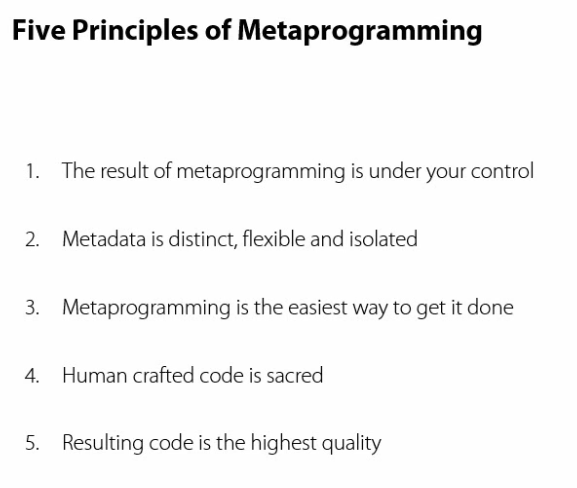 Five Principles of Metaprogramming
1. The result of metaprogramming is under your control
2. Metadata is distinct, flexible and isolated
3. Metaprogramming is the easiest way to get it done
4. Human crafted code is sacred
5. Resulting code is the highest quality